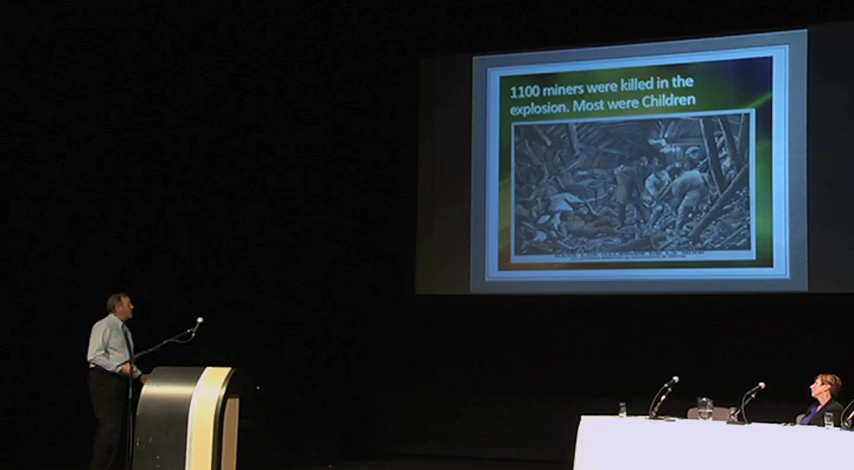 1100 miners were killed in the
explosion. Most were Children